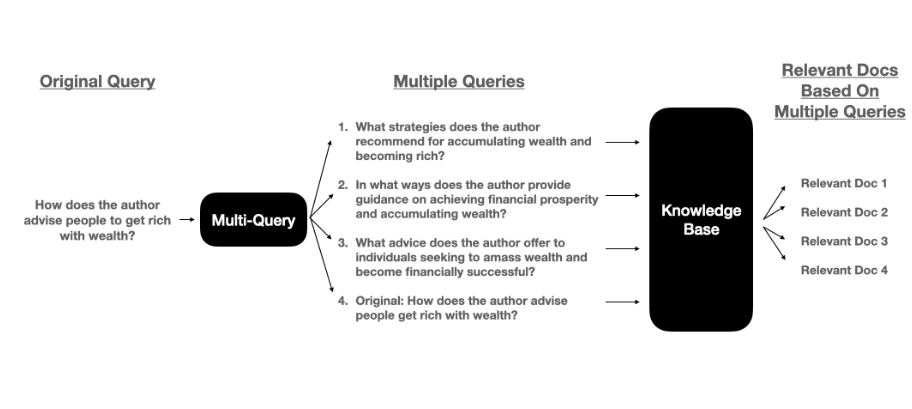 Original Query
Multiple Queries
Relevant Docs
Based On
Multiple Queries
How does the author
advise people to get rich
with wealth?
Multi-Query
1. What strategies does the author
recommend for accumulating wealth and
becoming rich?
2. In what ways does the author provide
guidance on achieving financial prosperity
and accumulating wealth?
3. What advice does the author offer to
individuals seeking to amass wealth and
become financially successful?
4. Original: How does the author advise
people get rich with wealth?
Knowledge
Base
Relevant Doc 1
Relevant Doc 2
Relevant Doc 3
Relevant Doc 4